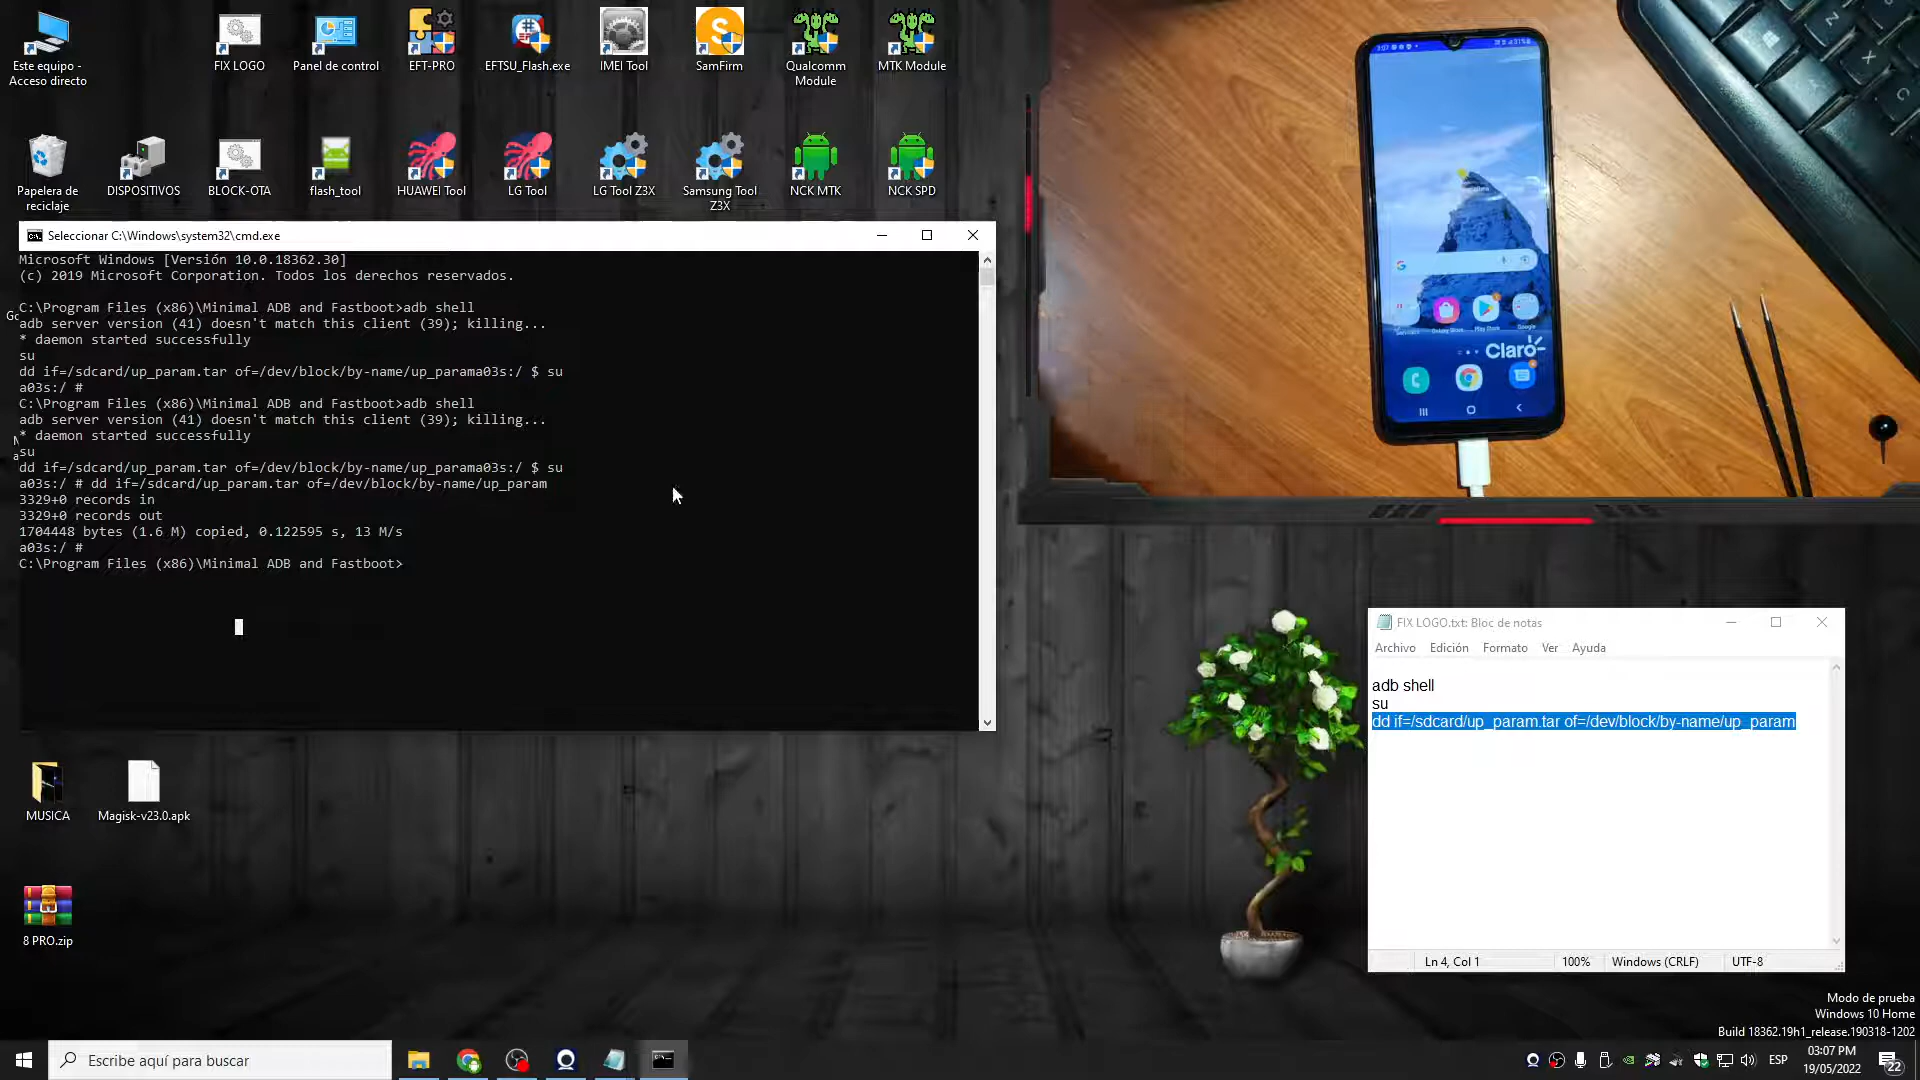 Este equipo -
Acceso directo
FIX LOGO
Panel de control
EFT-PRO
EFTSU_Flash.exe
IMEI Tool
SamFirm
Qualcomm
Module
MTK Module
Papelera de
reciclaje
DISPOSITIVOS
BLOCK-OTA
flash_tool
HUAWEI Tool
LG Tool
LG Tool Z3X
Samsung Tool
Z3X
NCK MTK
NCK SPD
Seleccionar C:\Windows\system32\cmd.exe
Microsoft Windows [Versión 10.0.18362.30]
(c) 2019 Microsoft Corporation. Todos los derechos reservados.
C:\Program Files (x86)\Minimal ADB and Fastboot>adb shell
adb server version (41) doesn't match this client (39); killing...
* daemon started successfully
su
dd if=/sdcard/up_param.tar of=/dev/block/by-name/up_parama03s:/ $ su
a03s:/ #
C:\Program Files (x86)\Minimal ADB and Fastboot>adb shell
adb server version (41) doesn't match this client (39); killing...
* daemon started successfully
su
dd if=/sdcard/up_param.tar of=/dev/block/by-name/up_parama03s:/ $ su
a03s:/ # dd if=/sdcard/up_param.tar of=/dev/block/by-name/up_param
3329+0 records in
3329+0 records out
1704448 bytes (1.6 M) copied, 0.122595 s, 13 M/s
a03s:/ #
C:\Program Files (x86)\Minimal ADB and Fastboot>
Claro
FIX LOGO.txt: Bloc de notas
Archivo Edición Formato Ver Ayuda
adb shell
su
dd if=/sdcard/up_param.tar of=/dev/block/by-name/up_param
Ln 4, Col 1
100%
Windows (CRLF)
UTF-8
MUSICA
Magisk-v23.0.apk
8 PRO.zip
Modo de prueba
Windows 10 Home
Build 18362.19h1_release.190318-1202
Escribe aquí para buscar
ESP
03:07 PM
19/05/2022
22